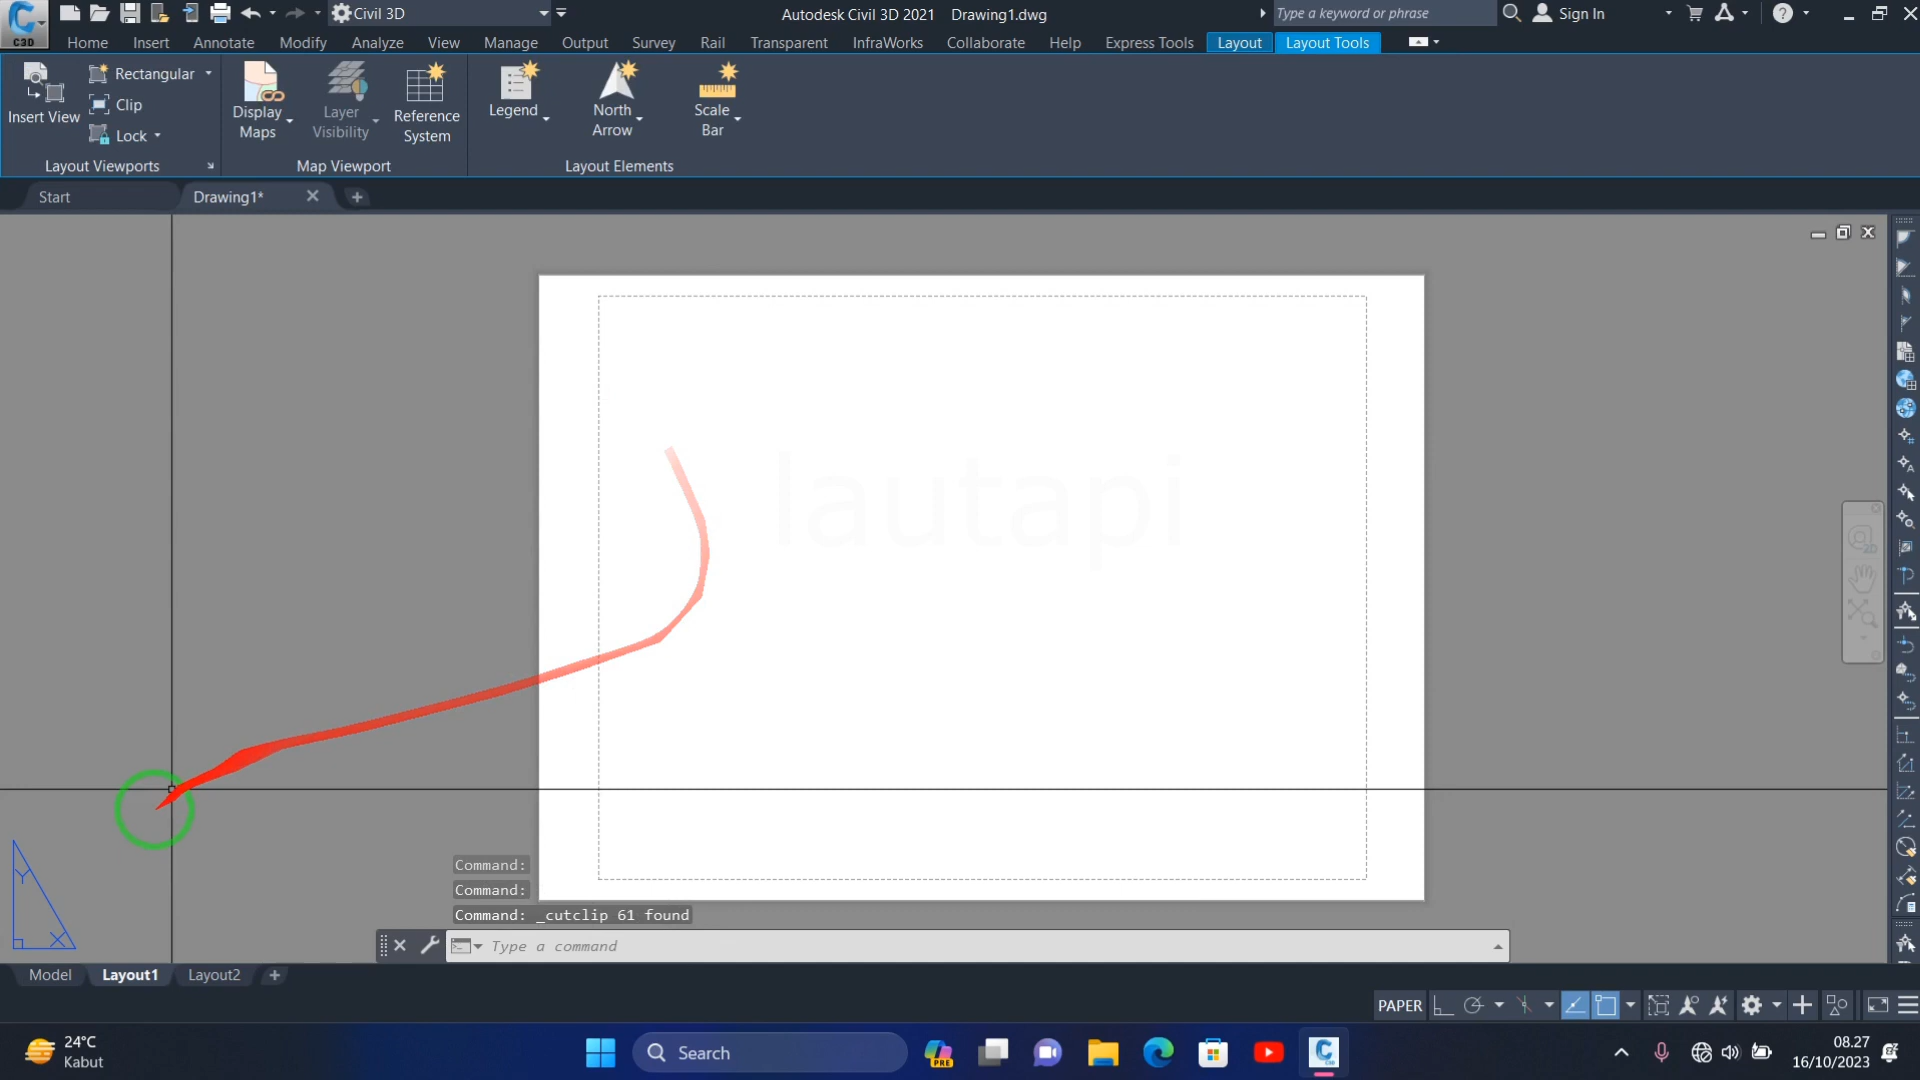 Civil 3D
Autodesk Civil 3D 2021 Drawing1.dwg
Type a keyword or phrase
Sign In
C3D
Home Insert Annotate Modify Analyze View Manage Output Survey Rail Transparent InfraWorks Collaborate Help Express Tools Layout Layout Tools
Insert View
Rectangular
Clip
Lock
Display Maps
Layer Visibility
Reference System
Legend
North Arrow
Scale Bar
Layout Viewports
Map Viewport
Layout Elements
Start
Drawing1*
lautapi
2D
Y
X
Command:
Command:
Command: _cutclip 61 found
Type a command
Model Layout1 Layout2
PAPER
24°C
Kabut
Search
PRE
08.27
16/10/2023